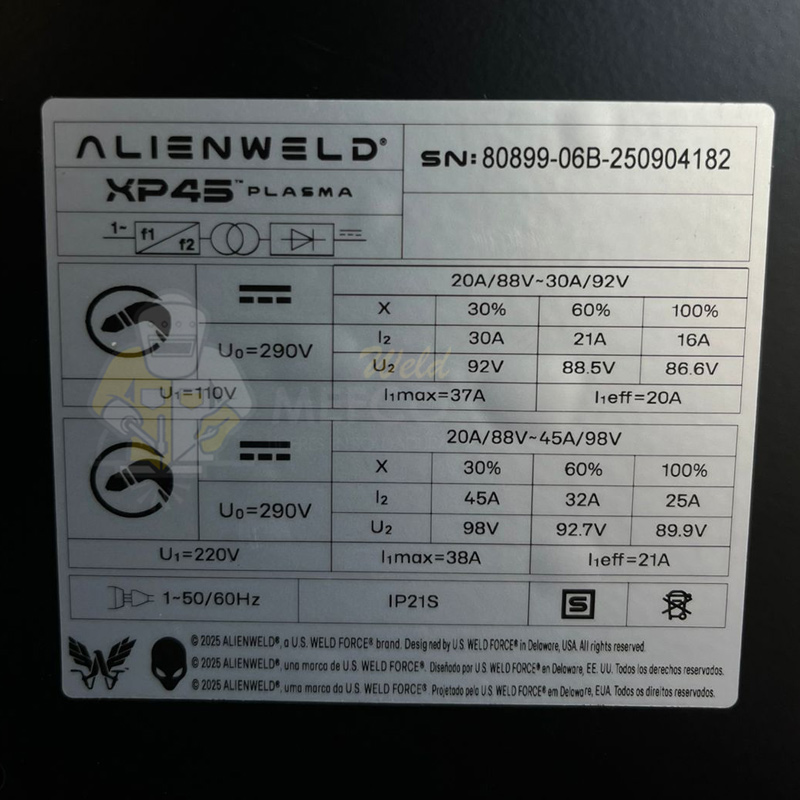 ALIENWELD®
SN: 80899-06B-250904182
XP45™ PLASMA
1~ f1 f2
20A/88V~30A/92V
X 30% 60% 100%
U₀=290V
I₂ 30A 21A 16A
U₂ 92V 88.5V 86.6V
Weld
U₁=110V I₁max=37A I₁eff=20A
20A/88V~45A/98V
X 30% 60% 100%
U₀=290V
I₂ 45A 32A 25A
U₂ 98V 92.7V 89.9V
U₁=220V I₁max=38A I₁eff=21A
1~50/60Hz IP21S S
© 2025 ALIENWELD®, a U.S. WELD FORCE® brand. Designed by U.S. WELD FORCE® in Delaware, USA. All rights reserved.
© 2025 ALIENWELD®, una marca de U.S. WELD FORCE®. Diseñado por U.S. WELD FORCE® en Delaware, EE. UU. Todos los derechos reservados.
© 2025 ALIENWELD®, uma marca da U.S. WELD FORCE®. Projetado pela U.S. WELD FORCE® em Delaware, EUA. Todos os direitos reservados.